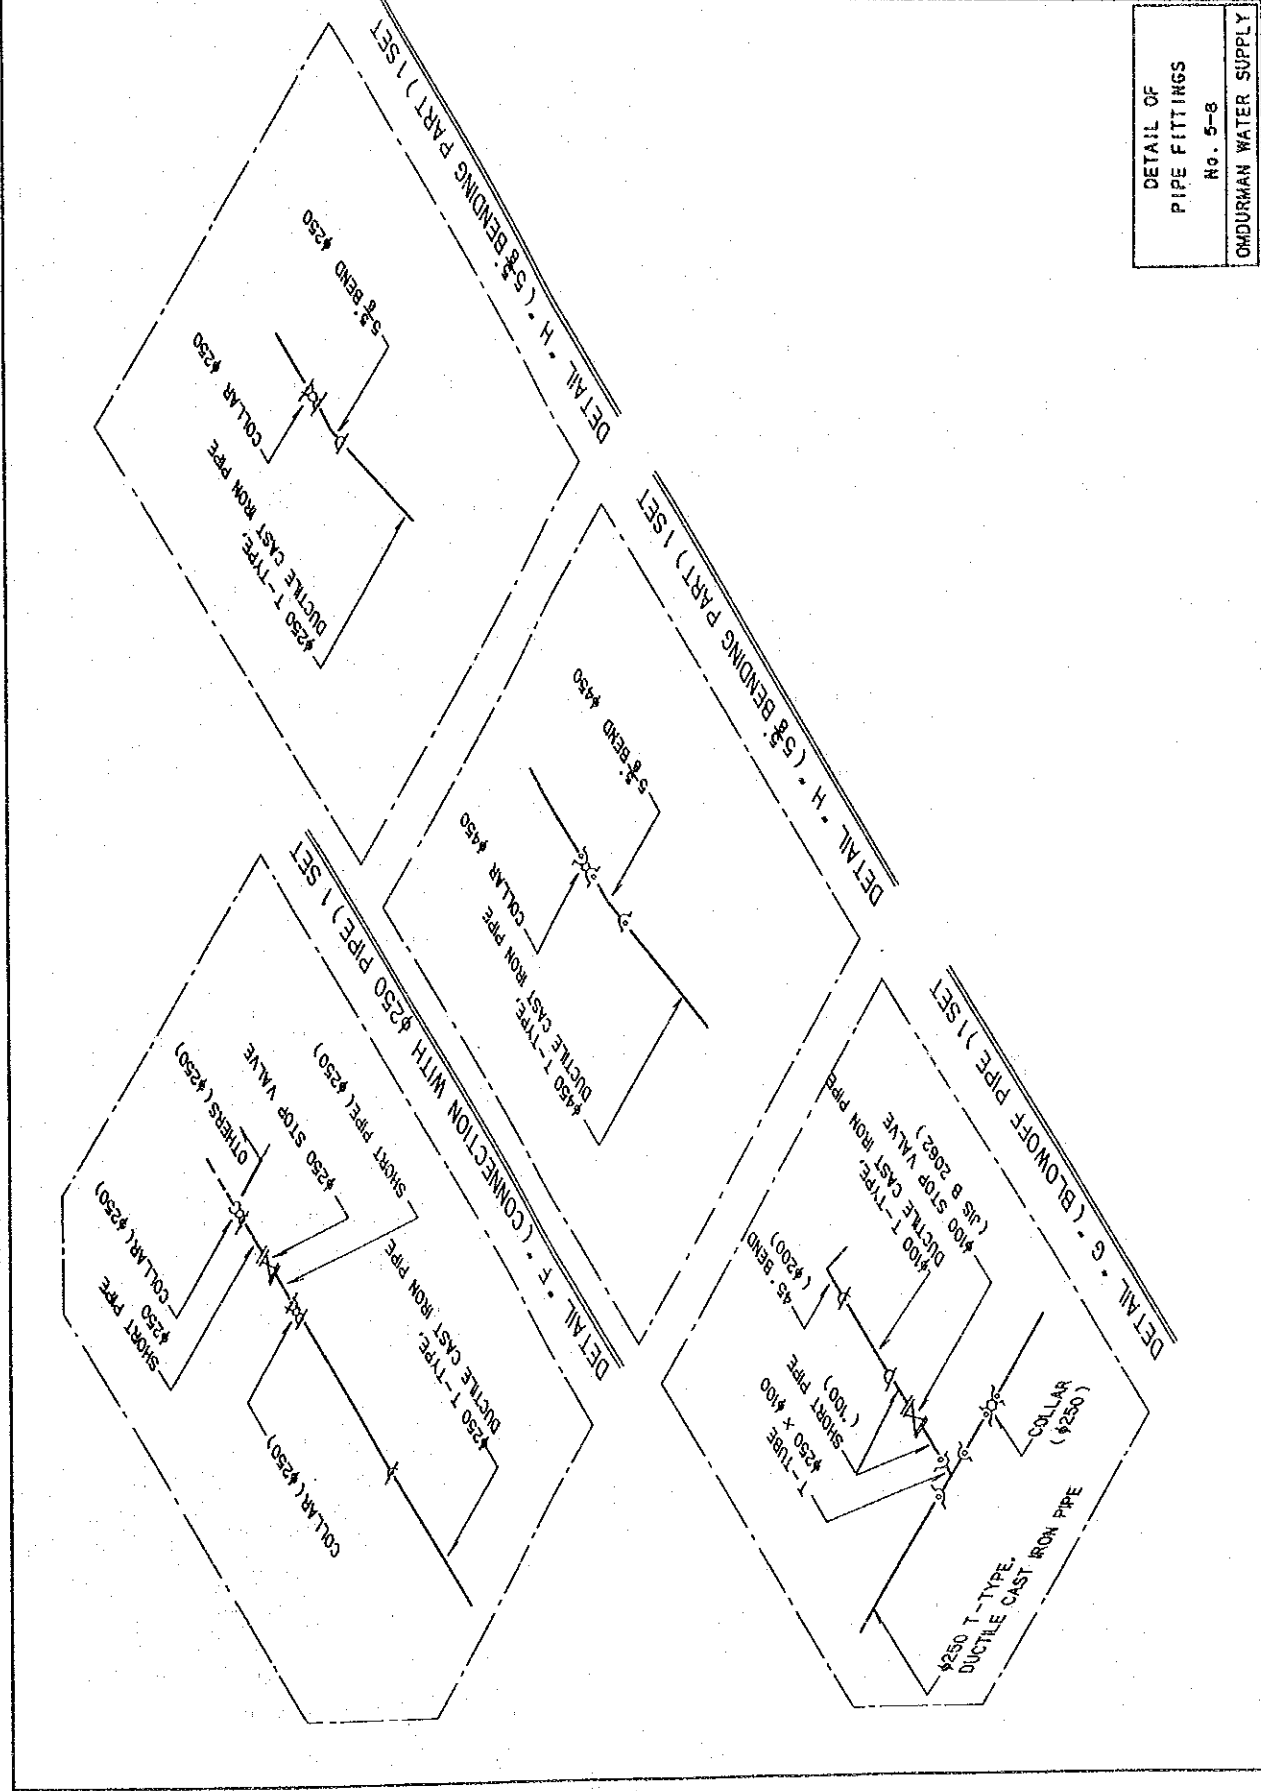 SHORT PIPE
φ250
COLLAR(φ250)
OTHERS(φ250)
φ250 STOP VALVE
SHORT PIPE(φ250)
COLLAR(φ250)
φ250 T-TYPE,
DUCTILE CAST IRON PIPE
DETAIL "F" (CONNECTION WITH φ250 PIPE) 1 SET
φ250 T-TYPE,
DUCTILE CAST IRON PIPE
COLLAR φ250
5 5/8° BEND φ250
DETAIL "H" (5 5/8° BENDING PART) 1 SET
φ450 T-TYPE,
DUCTILE CAST IRON PIPE
COLLAR φ450
5 5/8° BEND φ450
DETAIL "H" (5 5/8° BENDING PART) 1 SET
T-TUBE
φ250 × φ100
SHORT PIPE
(φ100)
45° BEND
(φ200)
φ100 T-TYPE,
DUCTILE CAST IRON PIPE
φ100 STOP VALVE
(JIS B 2062)
COLLAR
(φ250)
φ250 T-TYPE,
DUCTILE CAST IRON PIPE
DETAIL "G" (BLOWOFF PIPE) 1 SET
DETAIL OF
PIPE FITTINGS
No. 5-8
OMDURMAN WATER SUPPLY